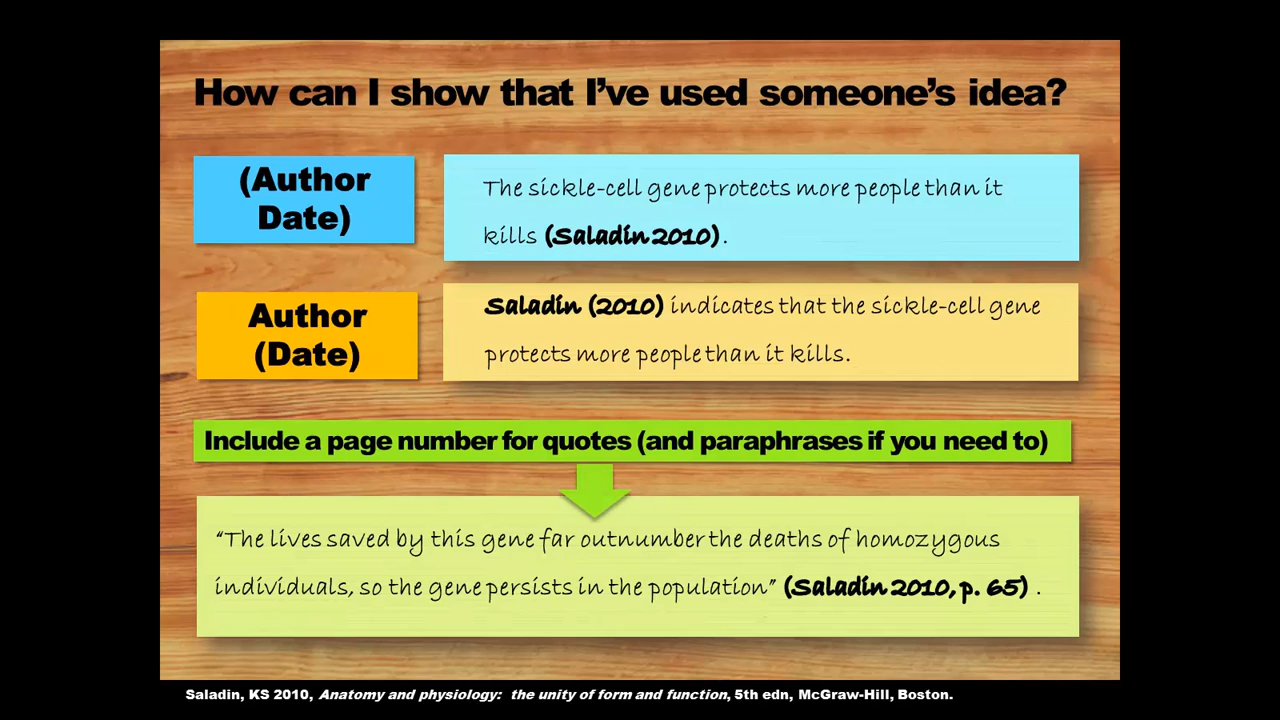 How can I show that I've used someone's idea?
(Author
Date)
The sickle-cell gene protects more people than it
kills (Saladin 2010).
Author
(Date)
Saladin (2010) indicates that the sickle-cell gene
protects more people than it kills.
Include a page number for quotes (and paraphrases if you need to)
“The lives saved by this gene far outnumber the deaths of homozygous
individuals, so the gene persists in the population” (Saladin 2010, p. 65) .
Saladin, KS 2010, Anatomy and physiology: the unity of form and function, 5th edn, McGraw-Hill, Boston.